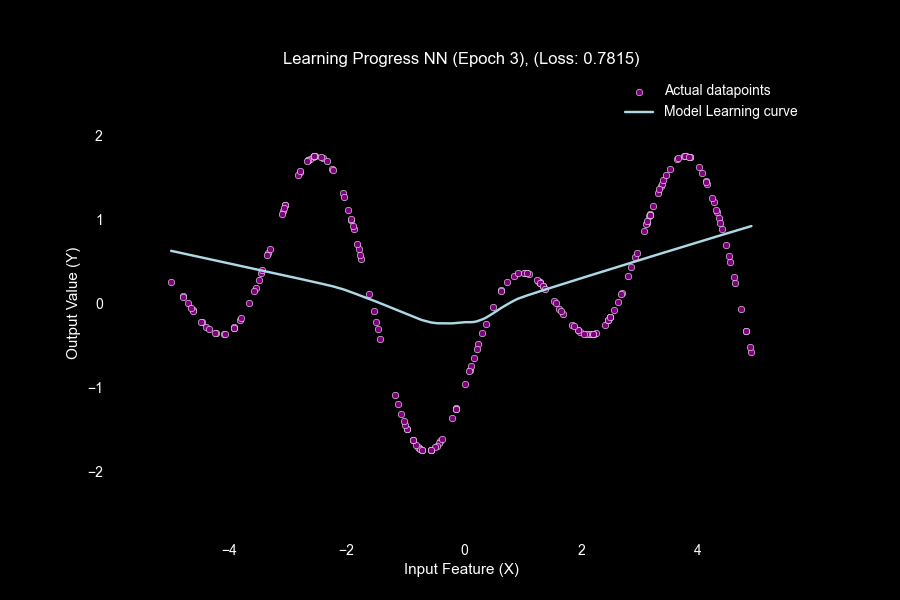 Learning Progress NN (Epoch 3), (Loss: 0.7815)
Actual datapoints
Model Learning curve
2
1
0
−1
−2
Output Value (Y)
−4
−2
0
2
4
Input Feature (X)